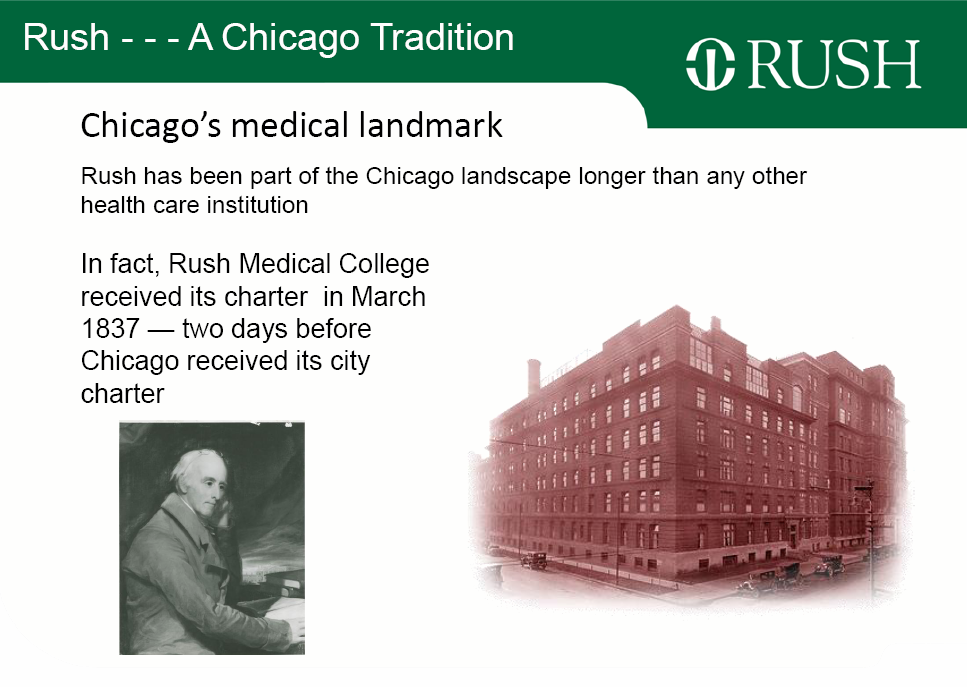 Rush - - - A Chicago Tradition
RUSH
Chicago’s medical landmark
Rush has been part of the Chicago landscape longer than any other
health care institution
In fact, Rush Medical College
received its charter  in March
1837 — two days before
Chicago received its city
charter